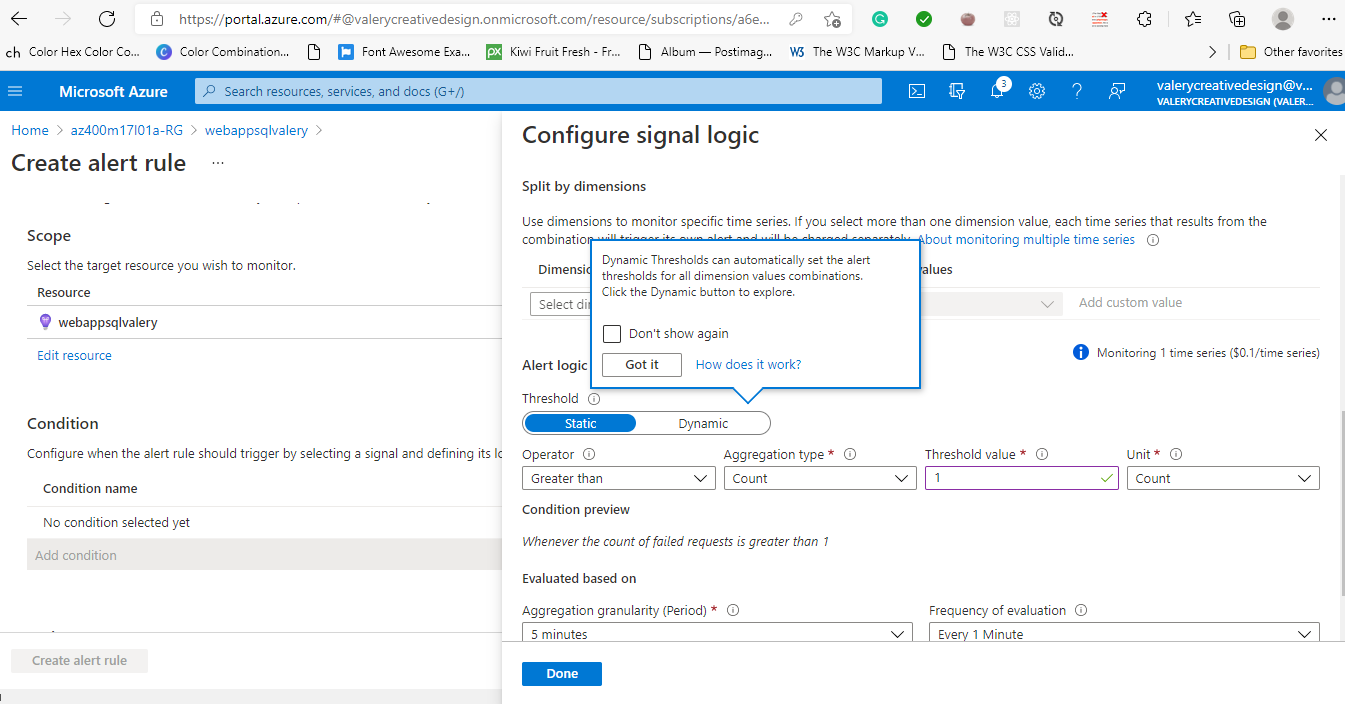 https://portal.azure.com/#@valerycreativedesign.onmicrosoft.com/resource/subscriptions/a6e...
ch Color Hex Color Co... Color Combination... Font Awesome Exa... Kiwi Fruit Fresh - Fr... Album — Postimag... The W3C Markup V... The W3C CSS Valid... Other favorites
Microsoft Azure
Search resources, services, and docs (G+/)
3
valerycreativedesign@v...
VALERYCREATIVEDESIGN (VALER...
Home > az400m17l01a-RG > webappsqlvalery >
Create alert rule ...
Scope
Select the target resource you wish to monitor.
Resource
webappsqlvalery
Edit resource
Condition
Configure when the alert rule should trigger by selecting a signal and defining its lo
Condition name
No condition selected yet
Add condition
Create alert rule
Configure signal logic
Split by dimensions
Use dimensions to monitor specific time series. If you select more than one dimension value, each time series that results from the
combination will trigger its own alert and will be charged separately. About monitoring multiple time series
Dimensio
alues
Select di
Add custom value
Dynamic Thresholds can automatically set the alert
thresholds for all dimension values combinations.
Click the Dynamic button to explore.
Don't show again
Got it How does it work?
Monitoring 1 time series ($0.1/time series)
Alert logic
Threshold
Static Dynamic
Operator Aggregation type * Threshold value * Unit *
Greater than Count 1 Count
Condition preview
Whenever the count of failed requests is greater than 1
Evaluated based on
Aggregation granularity (Period) * Frequency of evaluation
5 minutes Every 1 Minute
Done